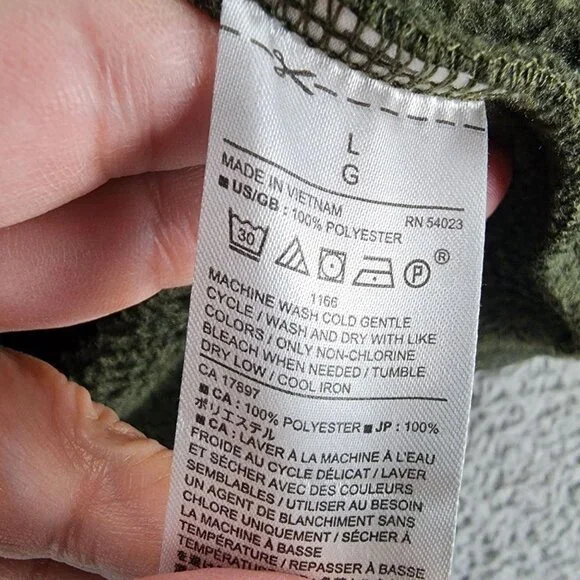 L
G
MADE IN VIETNAM
RN 54023
■ US/GB : 100% POLYESTER
30
P
®
1166
MACHINE WASH COLD GENTLE
CYCLE / WASH AND DRY WITH LIKE
COLORS / ONLY NON-CHLORINE
BLEACH WHEN NEEDED / TUMBLE
DRY LOW / COOL IRON
CA 17897
■ CA : 100% POLYESTER ■ JP : 100%
ポリエステル
■ CA : LAVER À LA MACHINE À L'EAU
FROIDE AU CYCLE DÉLICAT / LAVER
ET SÉCHER AVEC DES COULEURS
SEMBLABLES / UTILISER AU BESOIN
UN AGENT DE BLANCHIMENT SANS
CHLORE UNIQUEMENT / SÉCHER À
LA MACHINE À BASSE
TEMPÉRATURE / REPASSER À BASSE
TEMPÉRATURE